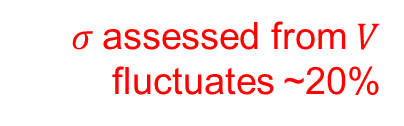 σ assessed from V
fluctuates ~20%